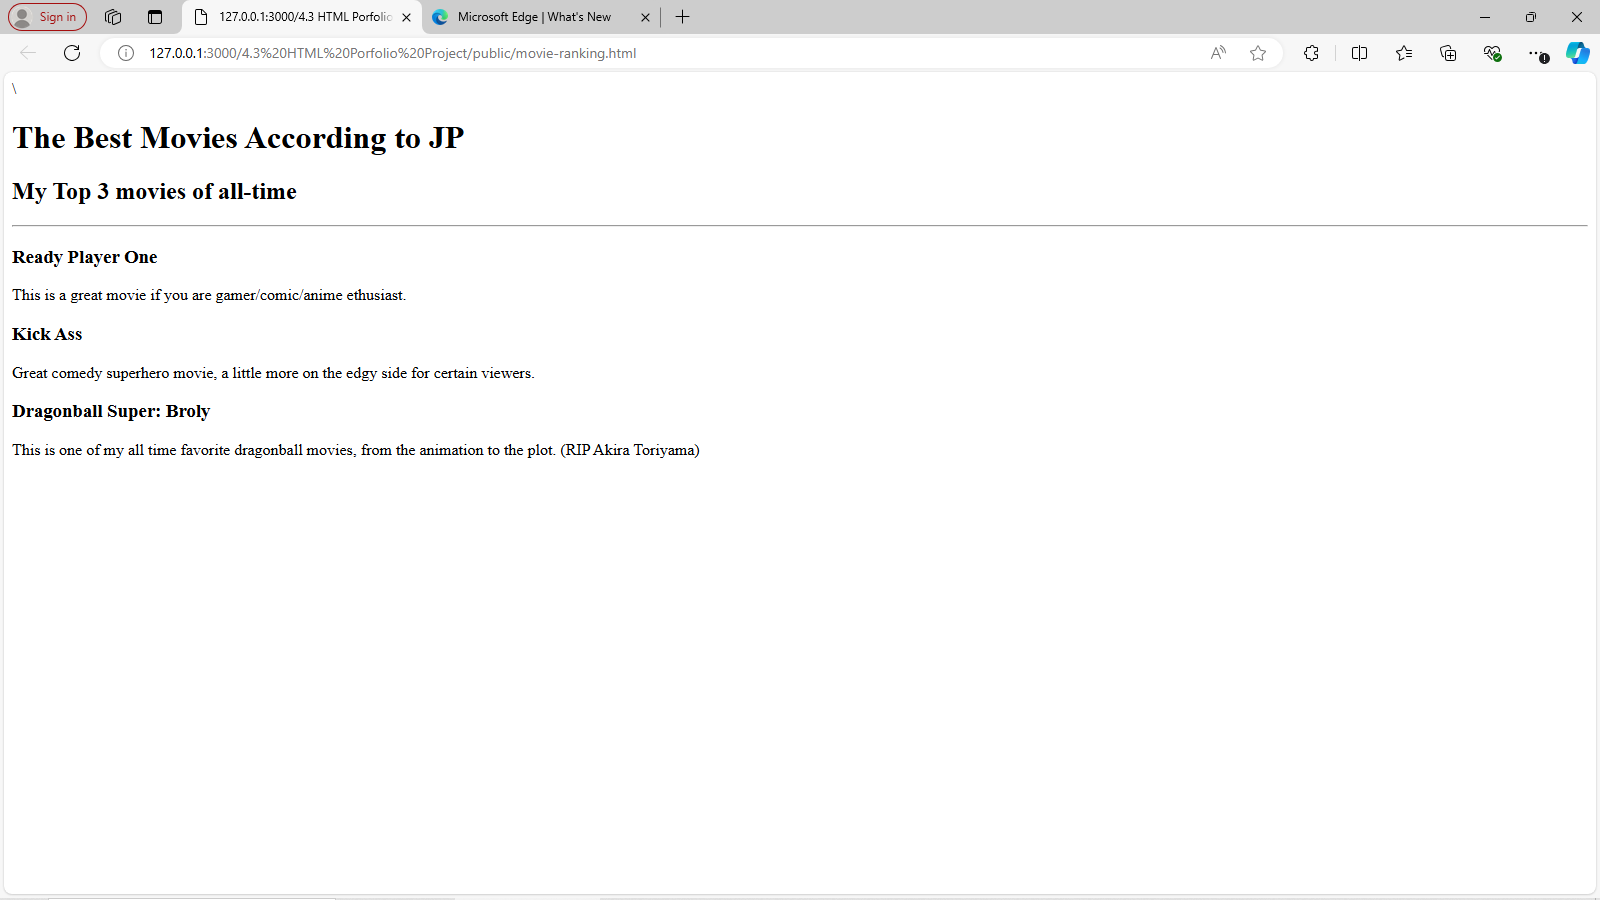 Sign in
127.0.0.1:3000/4.3 HTML Porfolio
Microsoft Edge | What's New
127.0.0.1:3000/4.3%20HTML%20Porfolio%20Project/public/movie-ranking.html
\
The Best Movies According to JP
My Top 3 movies of all-time
Ready Player One
This is a great movie if you are gamer/comic/anime ethusiast.
Kick Ass
Great comedy superhero movie, a little more on the edgy side for certain viewers.
Dragonball Super: Broly
This is one of my all time favorite dragonball movies, from the animation to the plot. (RIP Akira Toriyama)